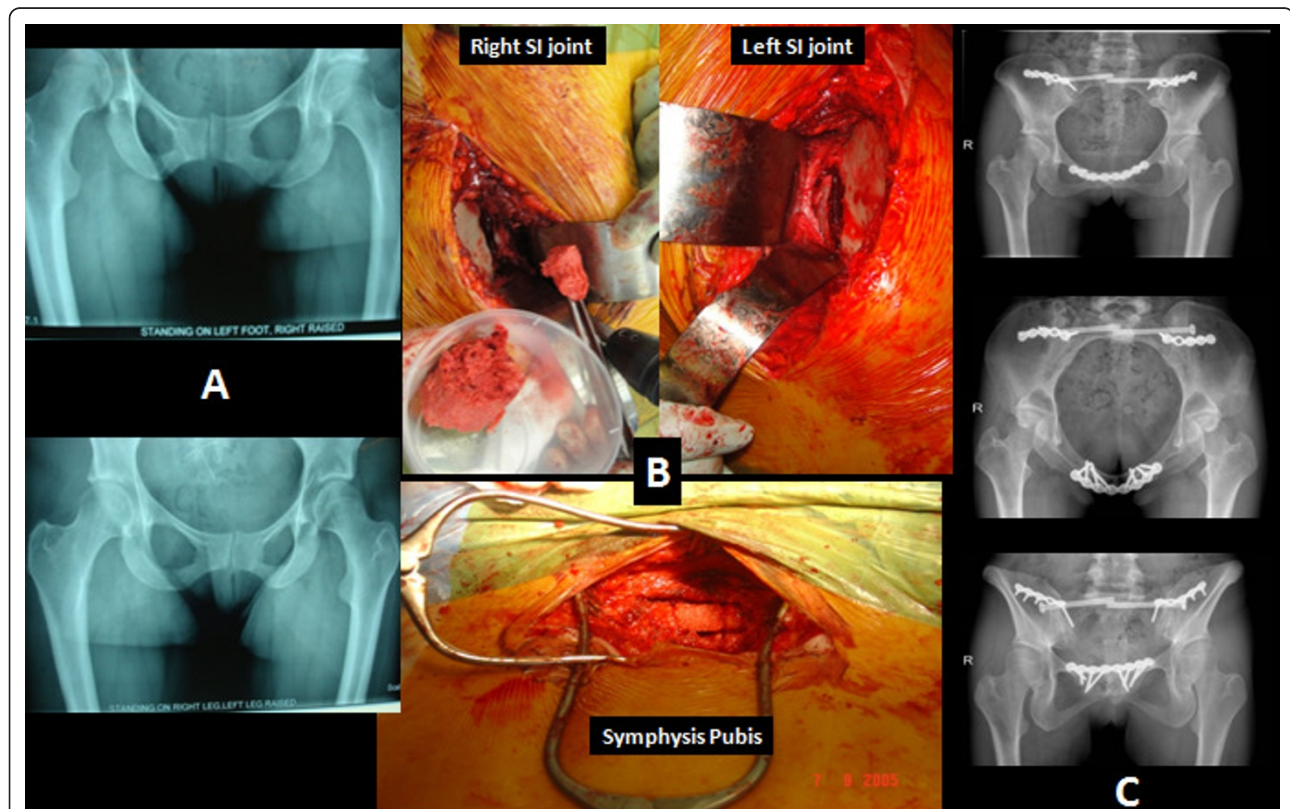 Right SI joint
Left SI joint
STANDING ON LEFT FOOT, RIGHT RAISED
A
STANDING ON RIGHT LEG, LEFT LEG RAISED
B
Symphysis Pubis
7 9 2005
R
R
R
C